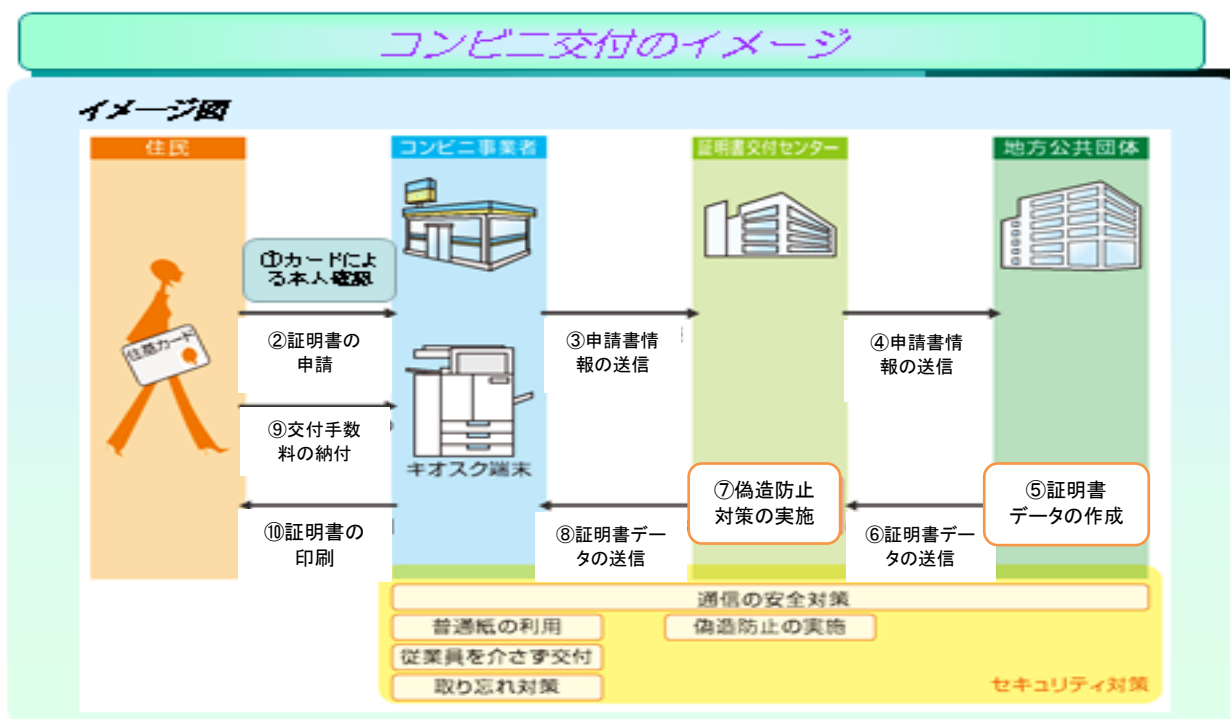 コンビニ交付のイメージ
イメージ図
住民
コンビニ事業者
証明書交付センター
地方公共団体
①カードによ
る本人確認
②証明書の
申請
③申請書情
報の送信
④申請書情
報の送信
住基カード
⑨交付手数
料の納付
キオスク端末
⑦偽造防止
対策の実施
⑤証明書
データの作成
⑩証明書の
印刷
⑧証明書デー
タの送信
⑥証明書デー
タの送信
通信の安全対策
普通紙の利用
偽造防止の実施
従業員を介さず交付
取り忘れ対策
セキュリティ対策